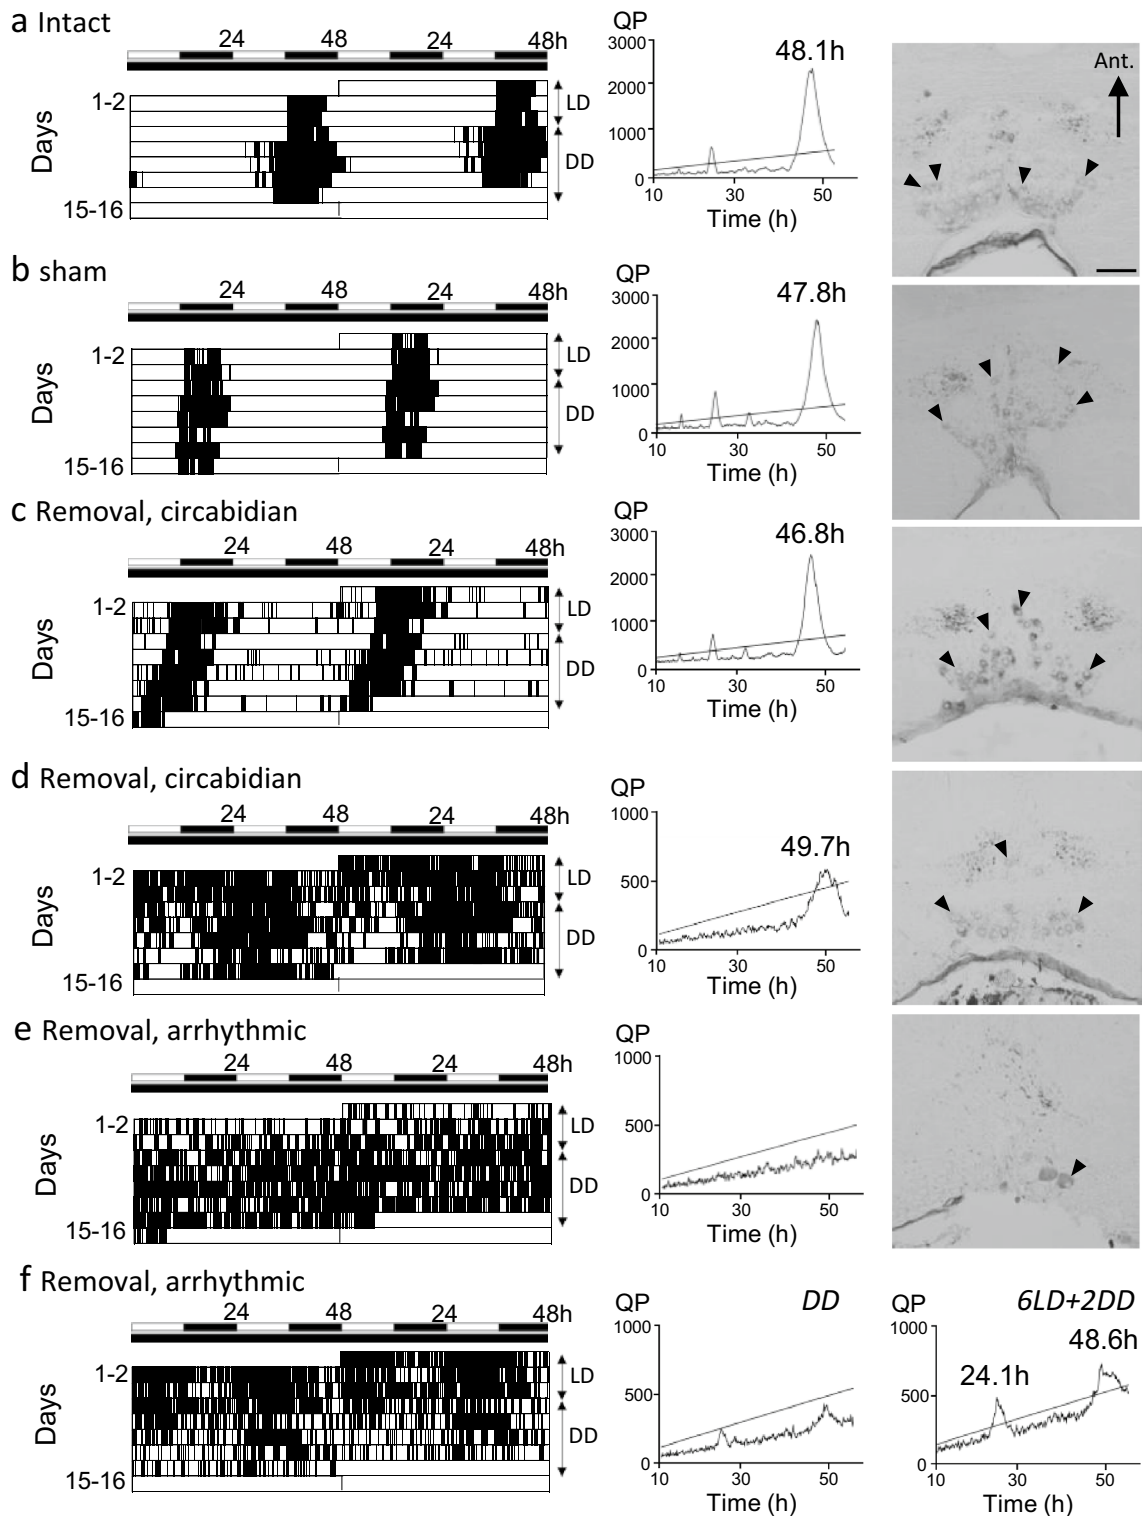 a Intact
24 48 24 48h
Days
1-2
15-16
LD
DD
QP
3000
2000
1000
0
48.1h
10 30 50
Time (h)
Ant.
b sham
24 48 24 48h
Days
1-2
15-16
LD
DD
QP
3000
2000
1000
0
47.8h
10 30 50
Time (h)
c Removal, circabidian
24 48 24 48h
Days
1-2
15-16
LD
DD
QP
3000
2000
1000
0
46.8h
10 30 50
Time (h)
d Removal, circabidian
24 48 24 48h
Days
1-2
15-16
LD
DD
QP
1000
500
0
49.7h
10 30 50
Time (h)
e Removal, arrhythmic
24 48 24 48h
Days
1-2
15-16
LD
DD
QP
1000
500
0
10 30 50
Time (h)
f Removal, arrhythmic
24 48 24 48h
Days
1-2
15-16
LD
DD
QP
DD
1000
500
0
10 30 50
Time (h)
QP
6LD+2DD
1000
500
0
24.1h
48.6h
10 30 50
Time (h)